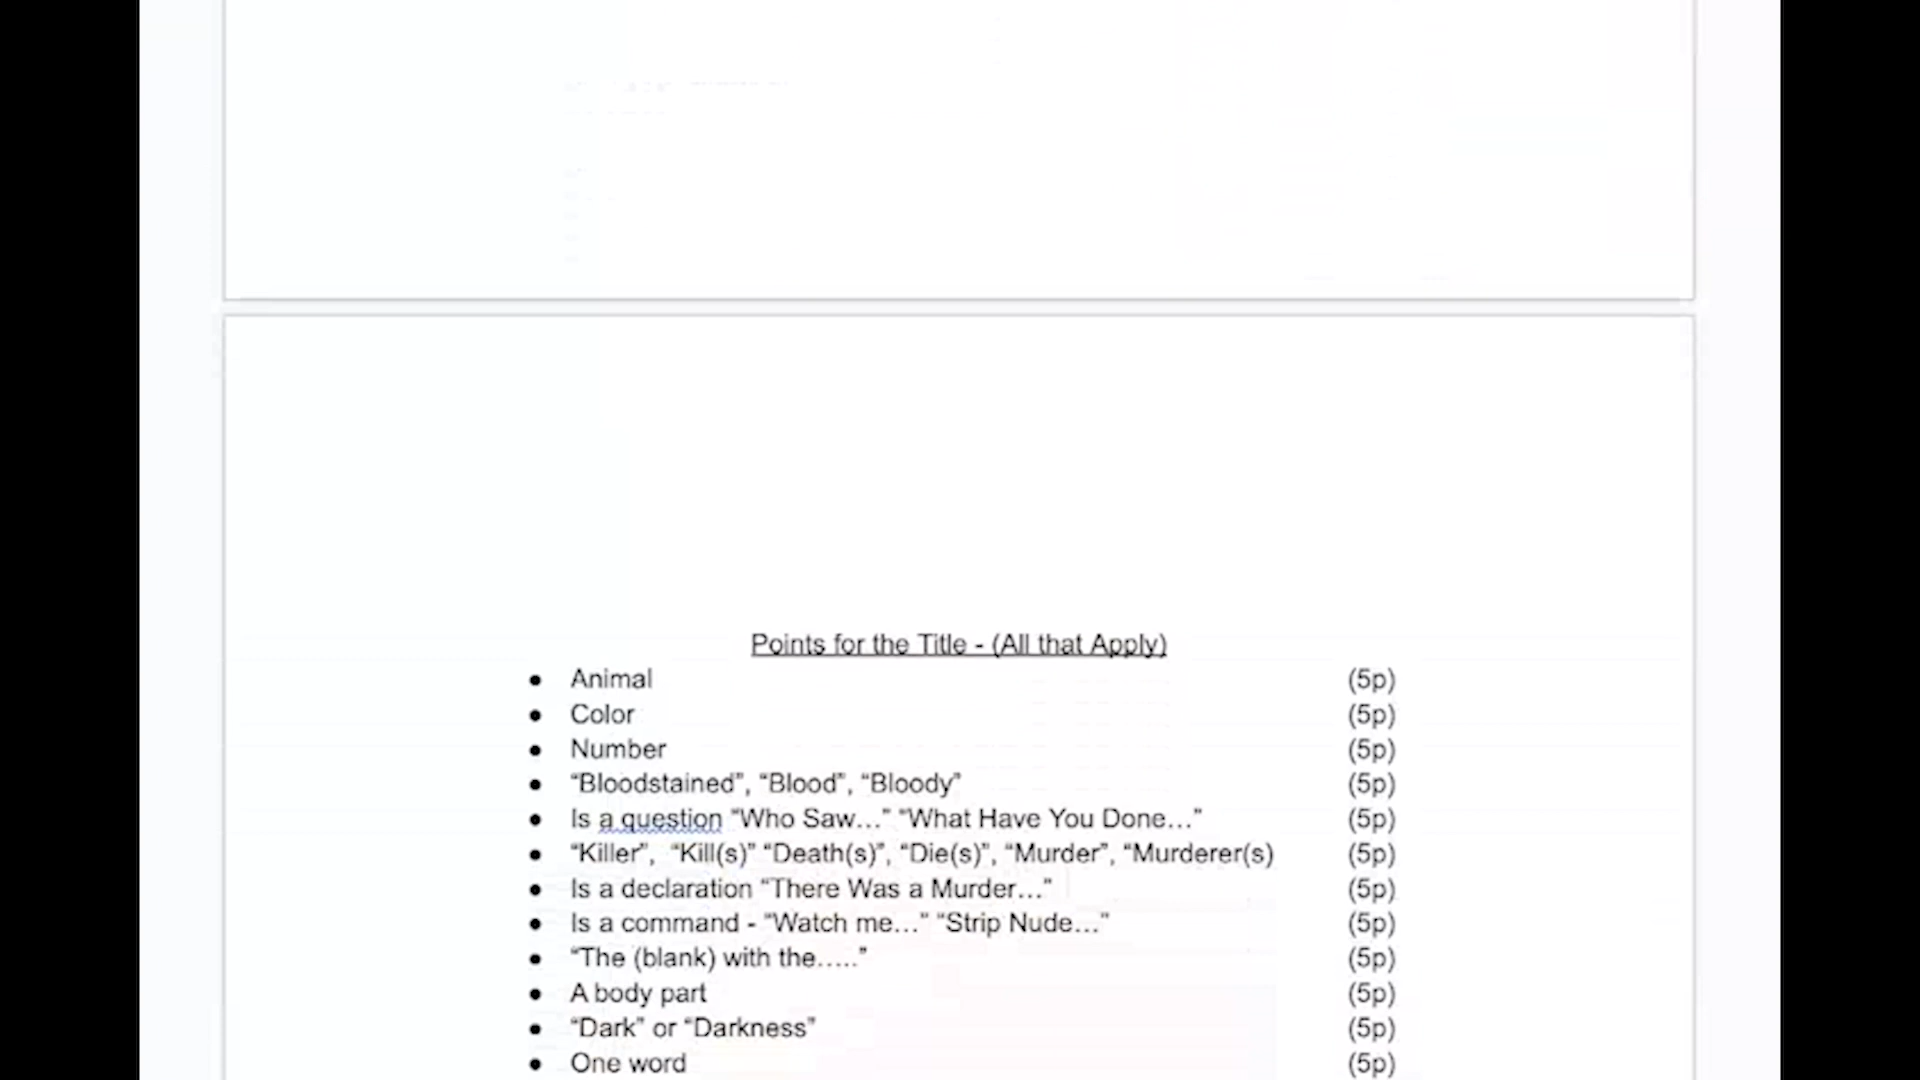 Points for the Title - (All that Apply)
● Animal (5p)
● Color (5p)
● Number (5p)
● “Bloodstained”, “Blood”, “Bloody” (5p)
● Is a question “Who Saw…” “What Have You Done…” (5p)
● “Killer”, “Kill(s)” “Death(s)”, “Die(s)”, “Murder”, “Murderer(s) (5p)
● Is a declaration “There Was a Murder…” (5p)
● Is a command - “Watch me…” “Strip Nude…” (5p)
● “The (blank) with the…..” (5p)
● A body part (5p)
● “Dark” or “Darkness” (5p)
● One word (5p)